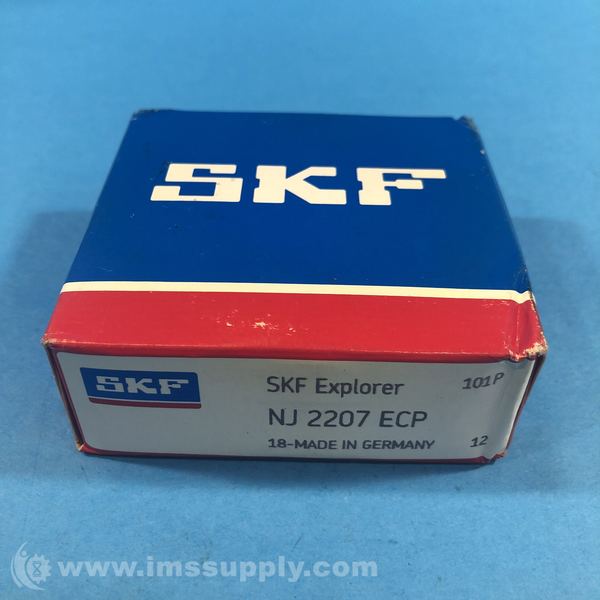 SKF
SKF
SKF Explorer
101P
NJ 2207 ECP
18-MADE IN GERMANY
12
www.imssupply.com